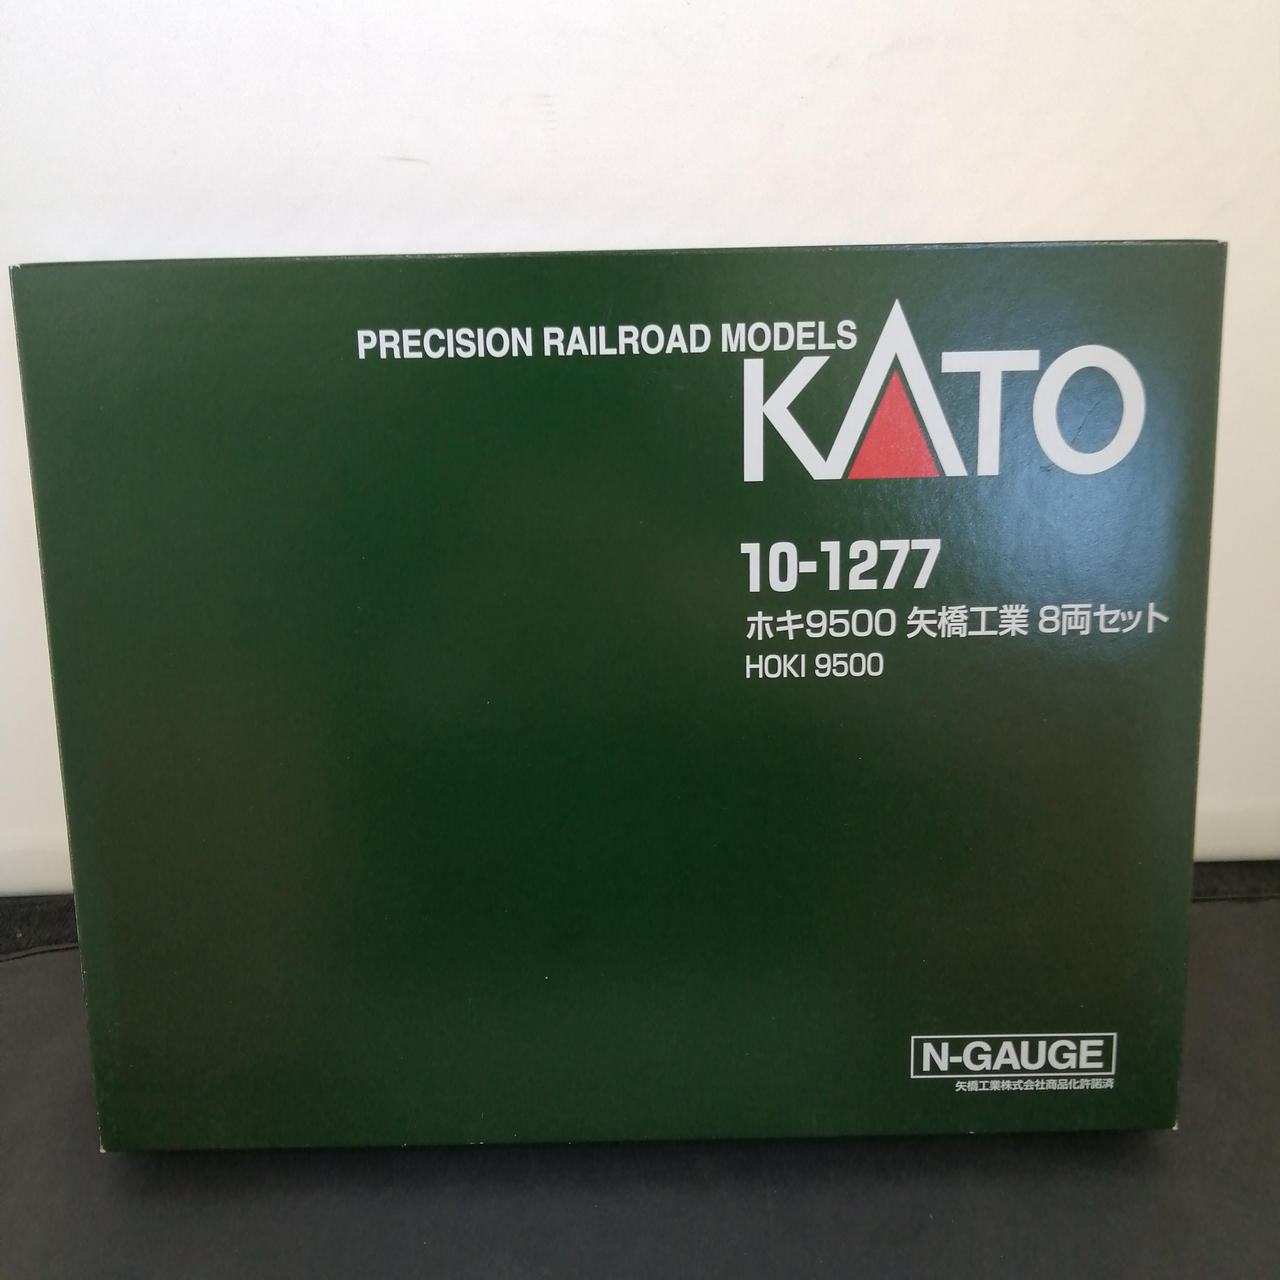 PRECISION RAILROAD MODELS
KATO
10-1277
ホキ9500 矢橋工業 8両セット
HOKI 9500
N-GAUGE
矢橋工業株式会社商品化許諾済